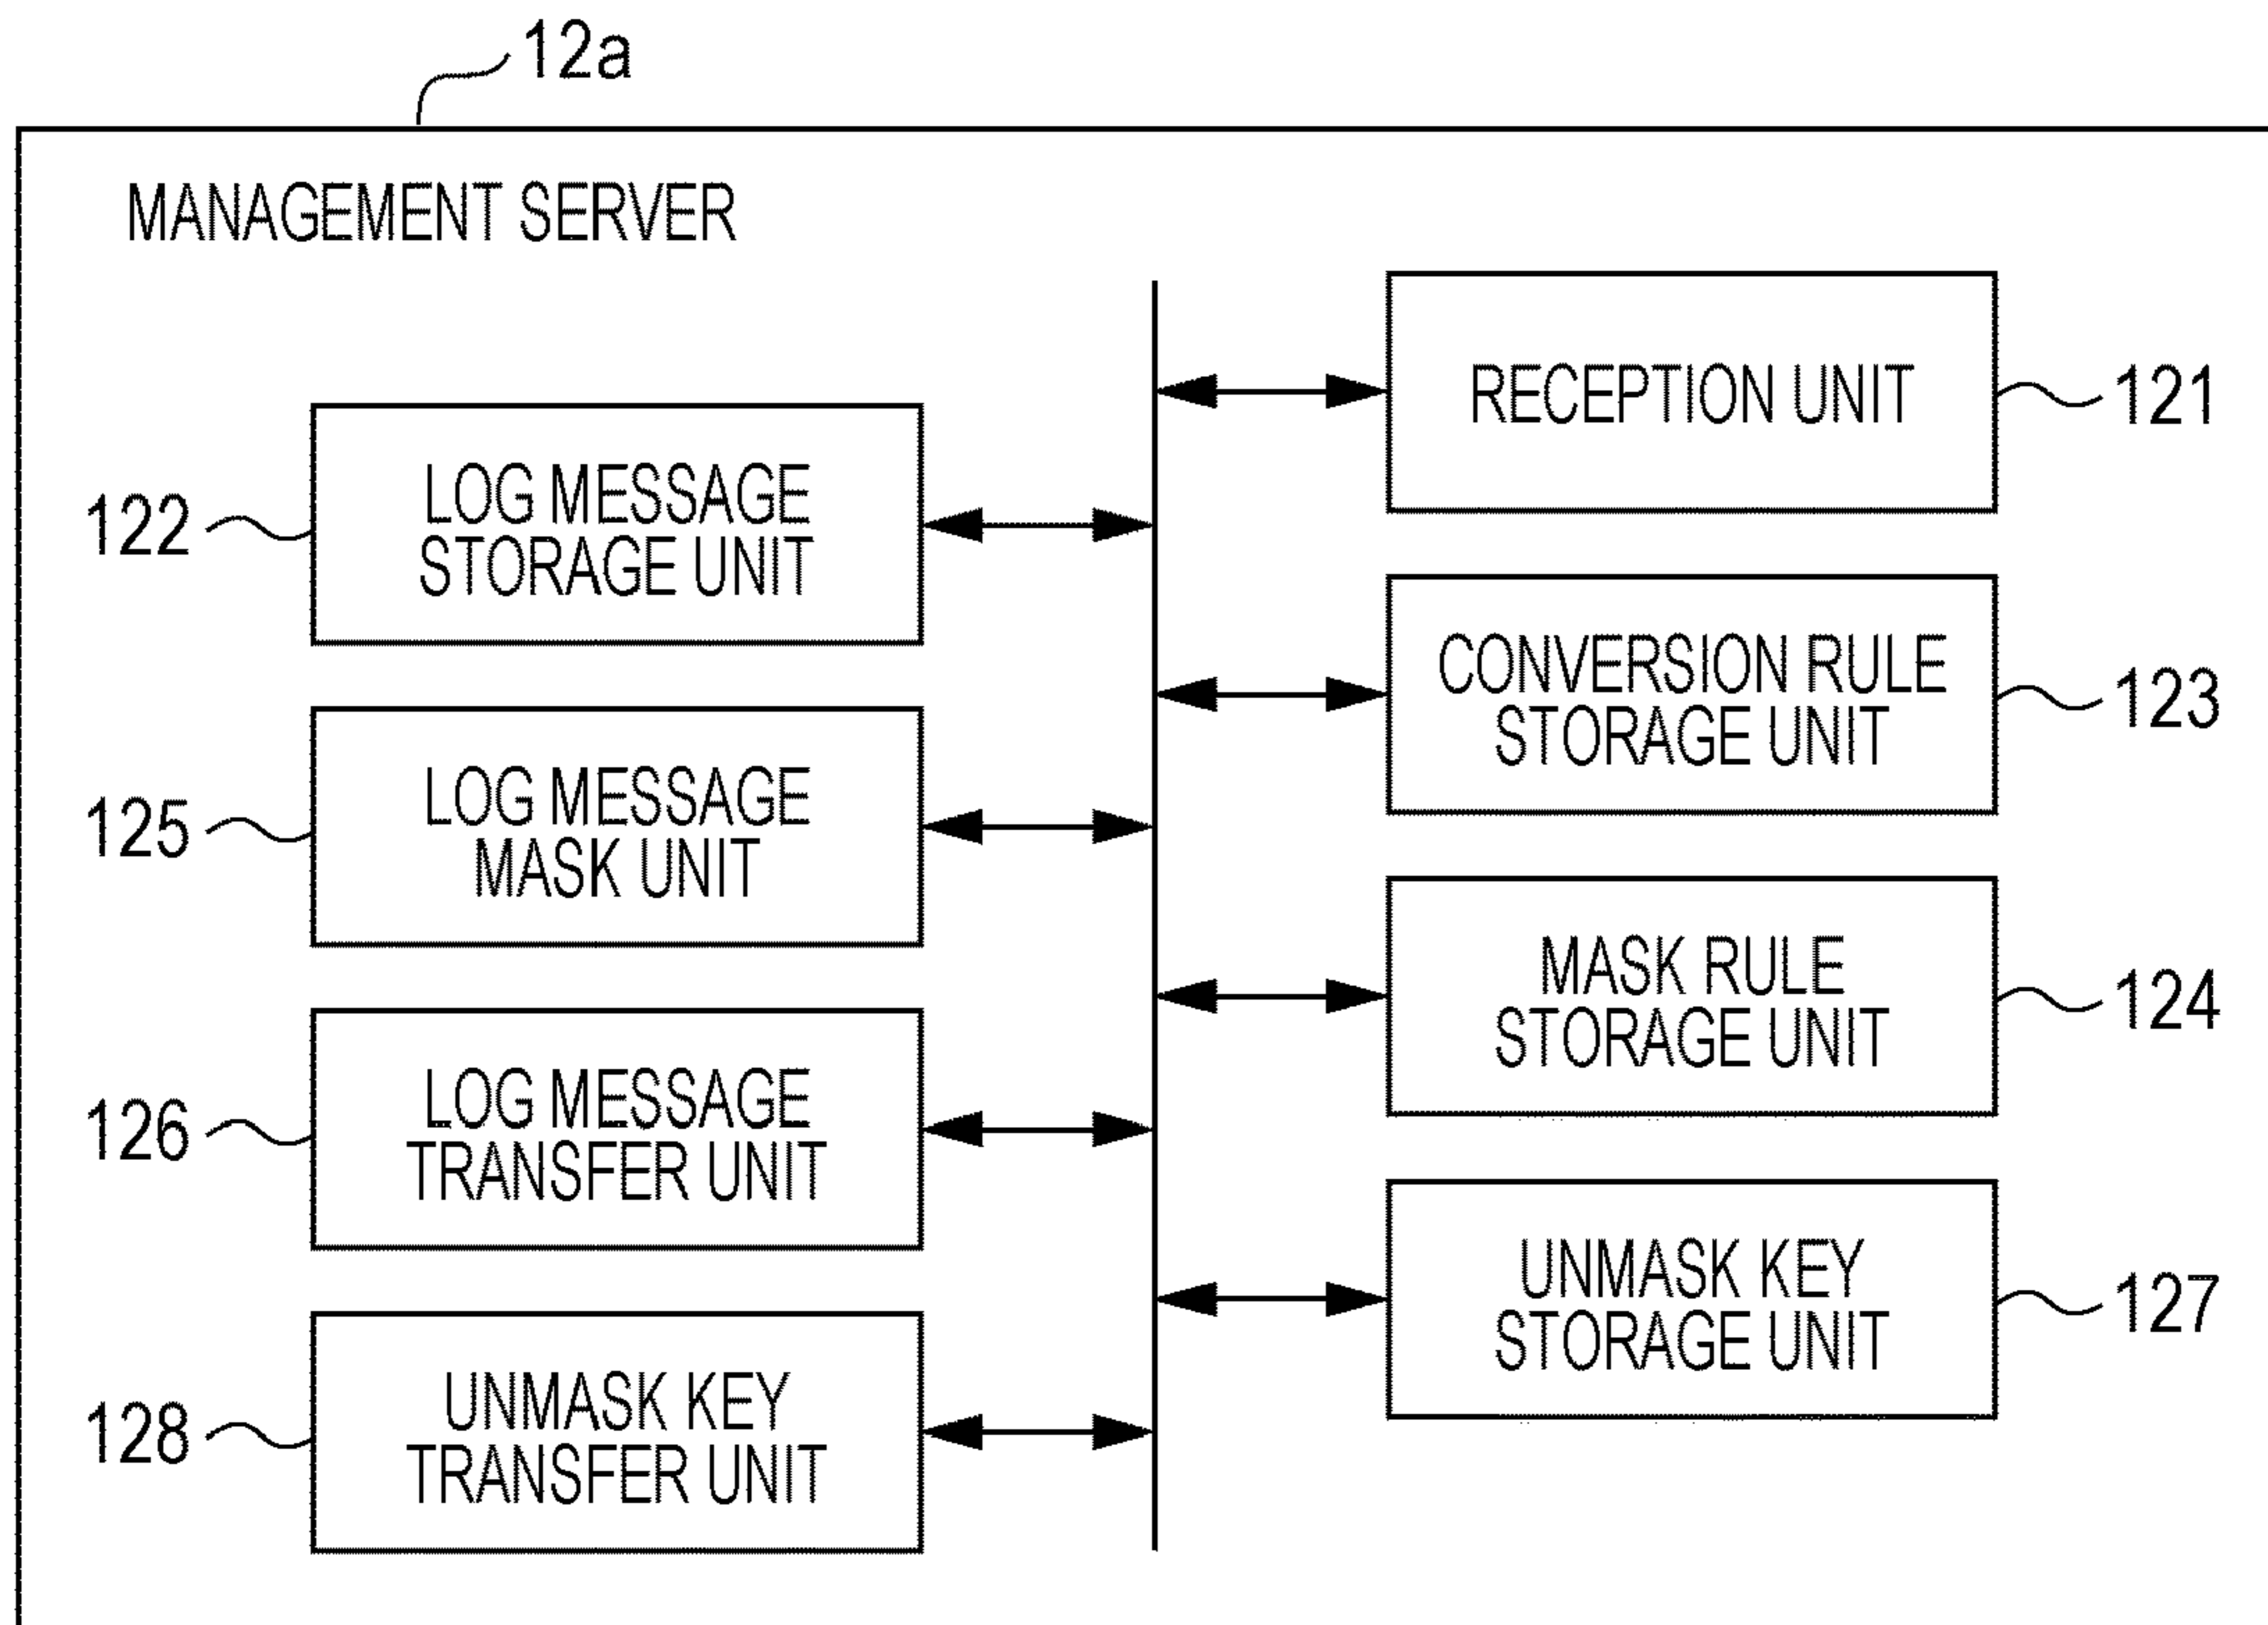 12a
MANAGEMENT SERVER
RECEPTION UNIT
121
122
LOG MESSAGE
STORAGE UNIT
CONVERSION RULE
STORAGE UNIT
123
125
LOG MESSAGE
MASK UNIT
MASK RULE
STORAGE UNIT
124
126
LOG MESSAGE
TRANSFER UNIT
UNMASK KEY
STORAGE UNIT
127
128
UNMASK KEY
TRANSFER UNIT